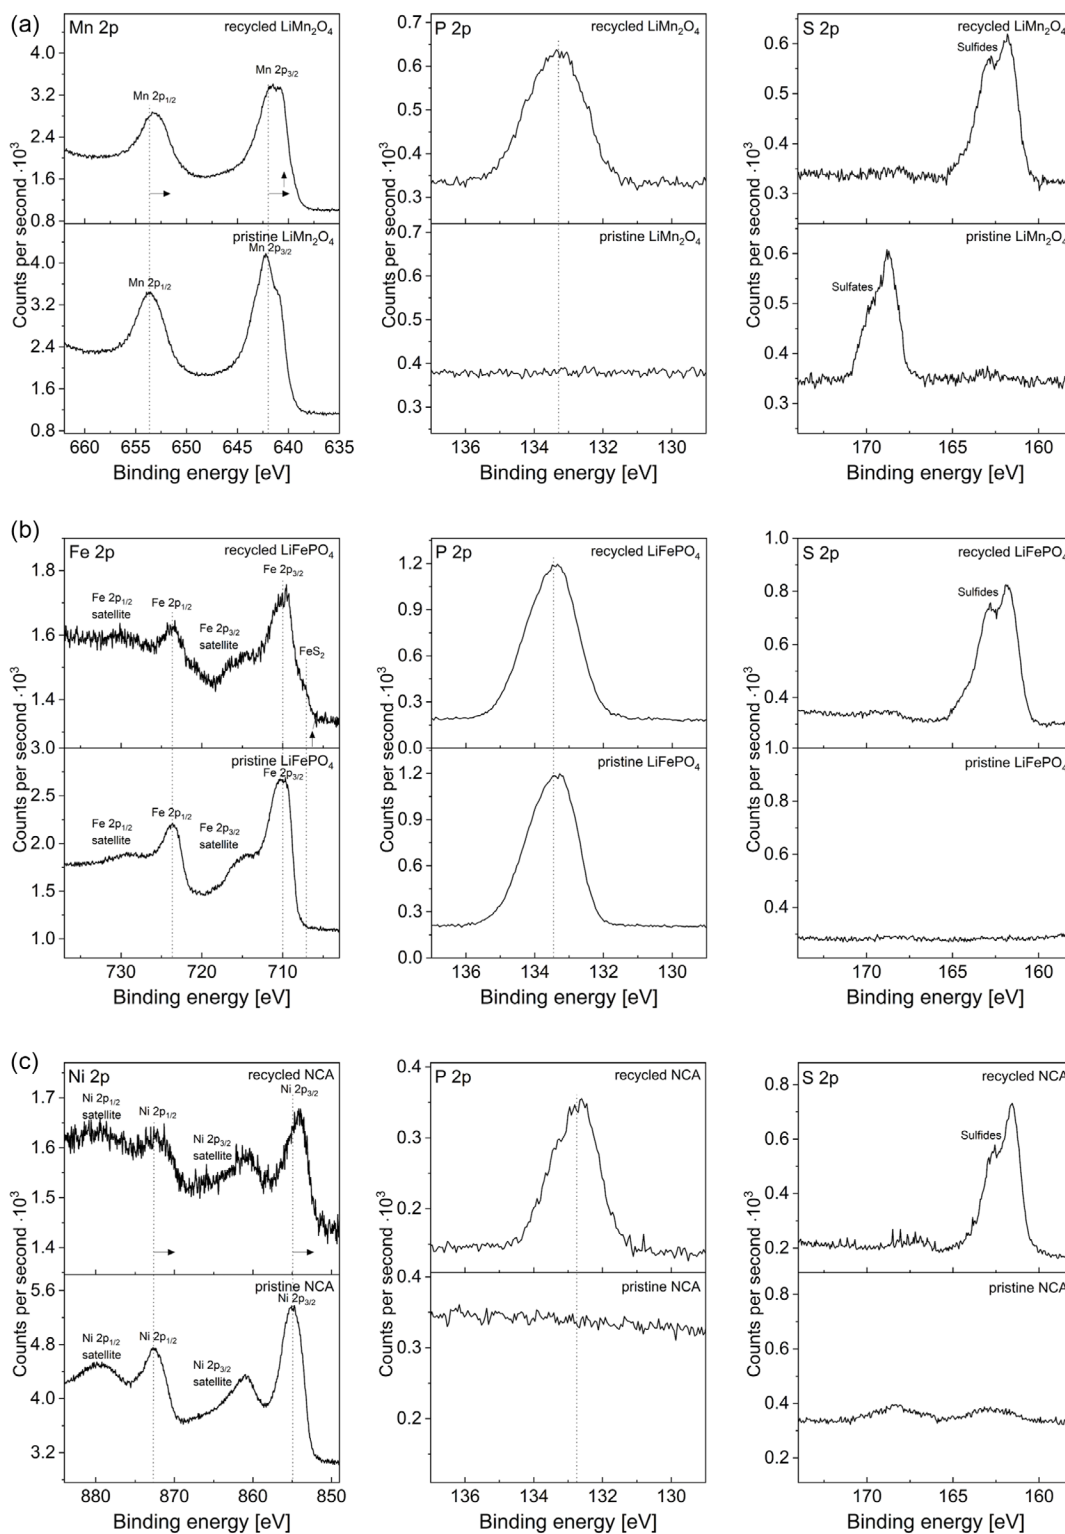 (a)
Mn 2p
recycled LiMn₂O₄
Mn 2p₁/₂
Mn 2p₃/₂
4.0
3.2
2.4
1.6
0.8
pristine LiMn₂O₄
Mn 2p₁/₂
Mn 2p₃/₂
4.0
3.2
2.4
1.6
0.8
Counts per second ·10³
660 655 650 645 640 635
Binding energy [eV]
P 2p
recycled LiMn₂O₄
0.7
0.6
0.5
0.4
0.3
pristine LiMn₂O₄
0.7
0.6
0.5
0.4
0.3
Counts per second ·10³
136 134 132 130
Binding energy [eV]
S 2p
recycled LiMn₂O₄
Sulfides
0.6
0.5
0.4
0.3
pristine LiMn₂O₄
Sulfates
0.6
0.5
0.4
0.3
Counts per second ·10³
170 165 160
Binding energy [eV]
(b)
Fe 2p
recycled LiFePO₄
Fe 2p₃/₂
Fe 2p₁/₂
satellite
Fe 2p₁/₂
Fe 2p₃/₂
satellite
FeS₂
1.8
1.6
1.4
3.0
pristine LiFePO₄
Fe 2p₃/₂
Fe 2p₁/₂
satellite
Fe 2p₁/₂
Fe 2p₃/₂
satellite
2.5
2.0
1.5
1.0
Counts per second ·10³
730 720 710
Binding energy [eV]
P 2p
recycled LiFePO₄
1.2
0.9
0.6
0.3
0.0
pristine LiFePO₄
1.2
0.9
0.6
0.3
0.0
Counts per second ·10³
136 134 132 130
Binding energy [eV]
S 2p
recycled LiFePO₄
Sulfides
1.0
0.8
0.6
0.4
1.0
pristine LiFePO₄
0.8
0.6
0.4
Counts per second ·10³
170 165 160
Binding energy [eV]
(c)
Ni 2p
recycled NCA
Ni 2p₃/₂
Ni 2p₁/₂
satellite
Ni 2p₁/₂
Ni 2p₃/₂
satellite
1.7
1.6
1.5
1.4
pristine NCA
Ni 2p₃/₂
Ni 2p₁/₂
satellite
Ni 2p₁/₂
Ni 2p₃/₂
satellite
5.6
4.8
4.0
3.2
Counts per second ·10³
880 870 860 850
Binding energy [eV]
P 2p
recycled NCA
0.4
0.3
0.2
pristine NCA
0.4
0.3
0.2
Counts per second ·10³
136 134 132 130
Binding energy [eV]
S 2p
recycled NCA
Sulfides
0.8
0.6
0.4
0.2
pristine NCA
0.8
0.6
0.4
0.2
Counts per second ·10³
170 165 160
Binding energy [eV]